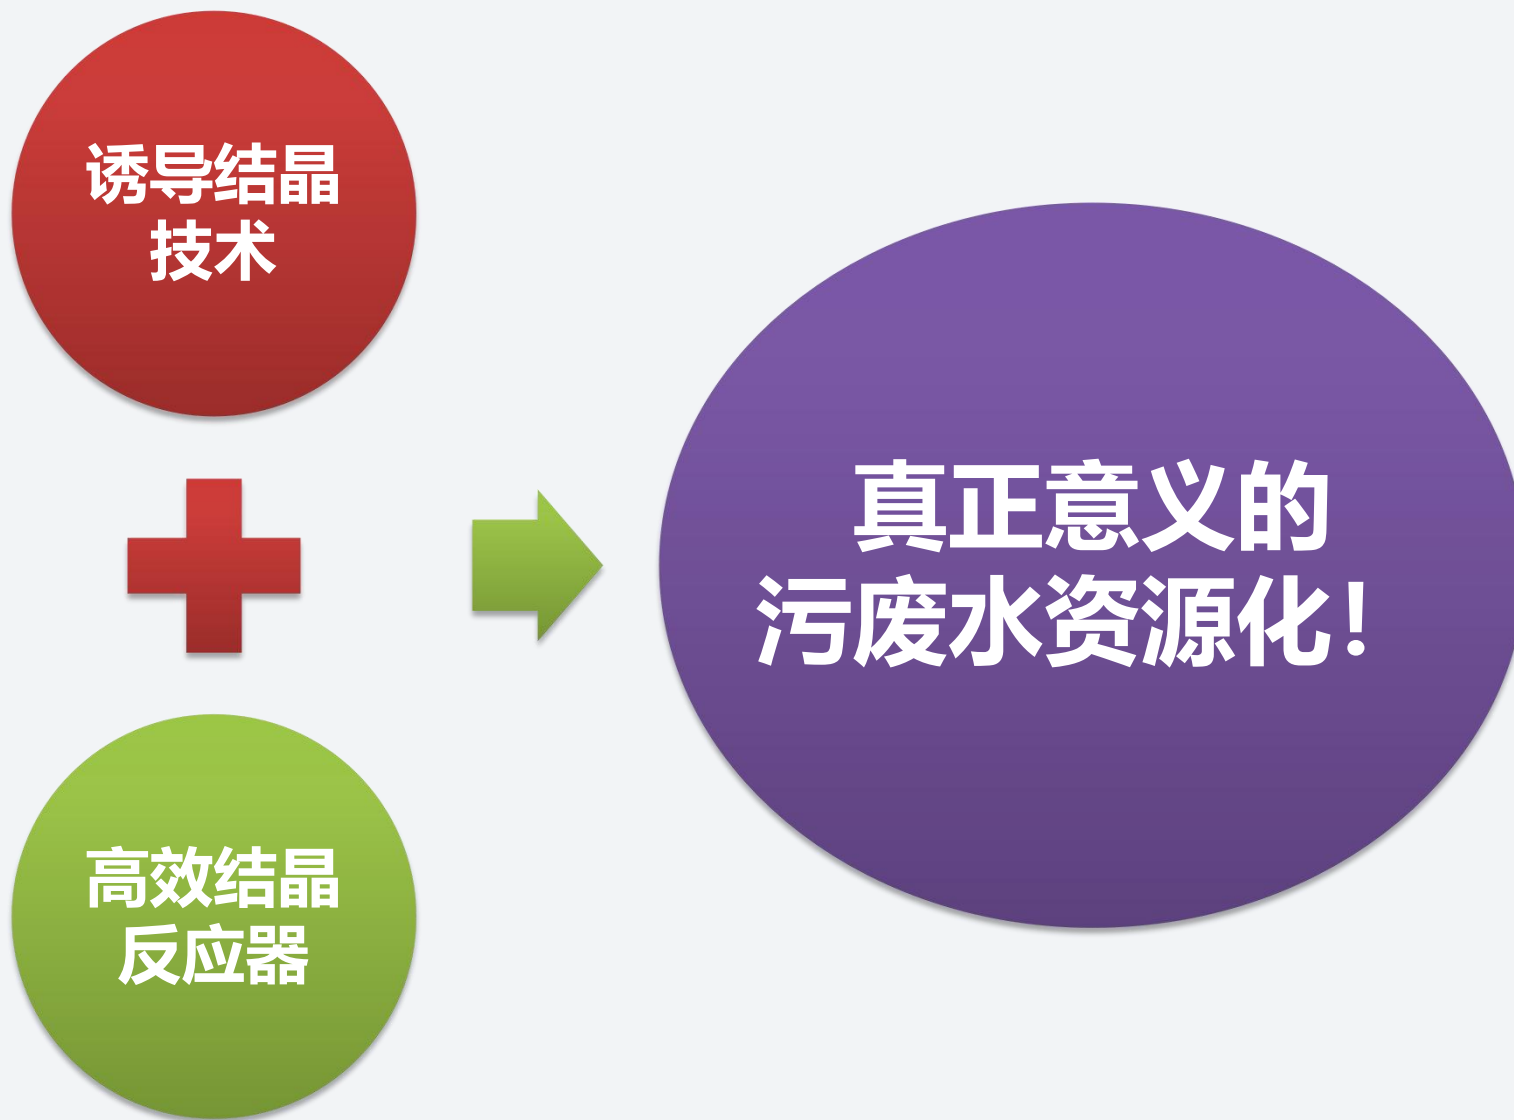 诱导结晶
技术
高效结晶
反应器
真正意义的
污废水资源化！